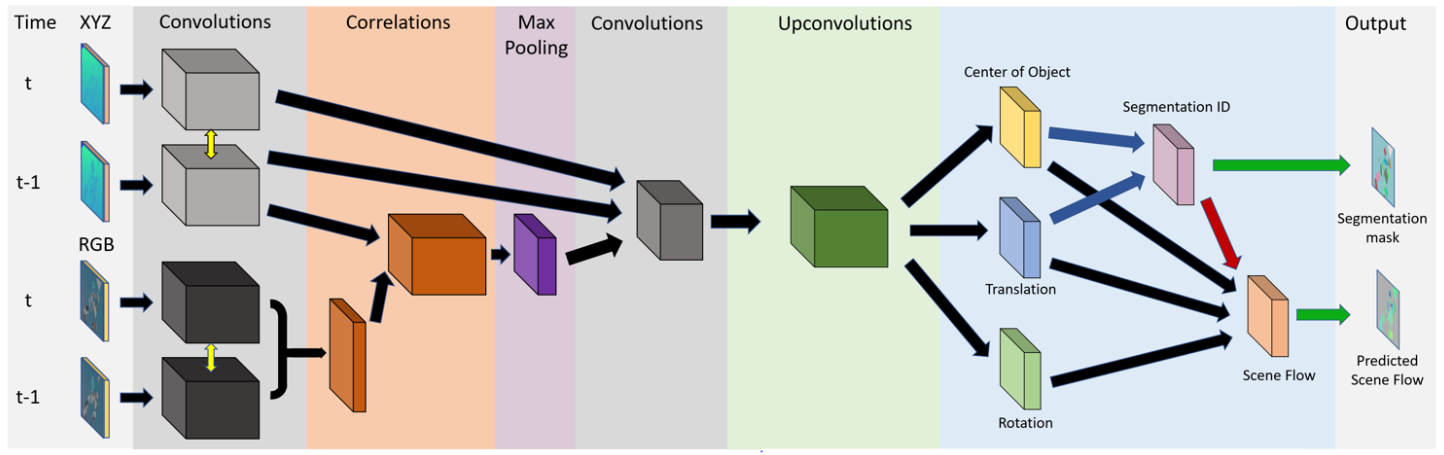 Time XYZ Convolutions Correlations Max Pooling Convolutions Upconvolutions Output
t
t-1
RGB
t
t-1
Center of Object
Segmentation ID
Translation
Rotation
Scene Flow
Segmentation
mask
Predicted
Scene Flow